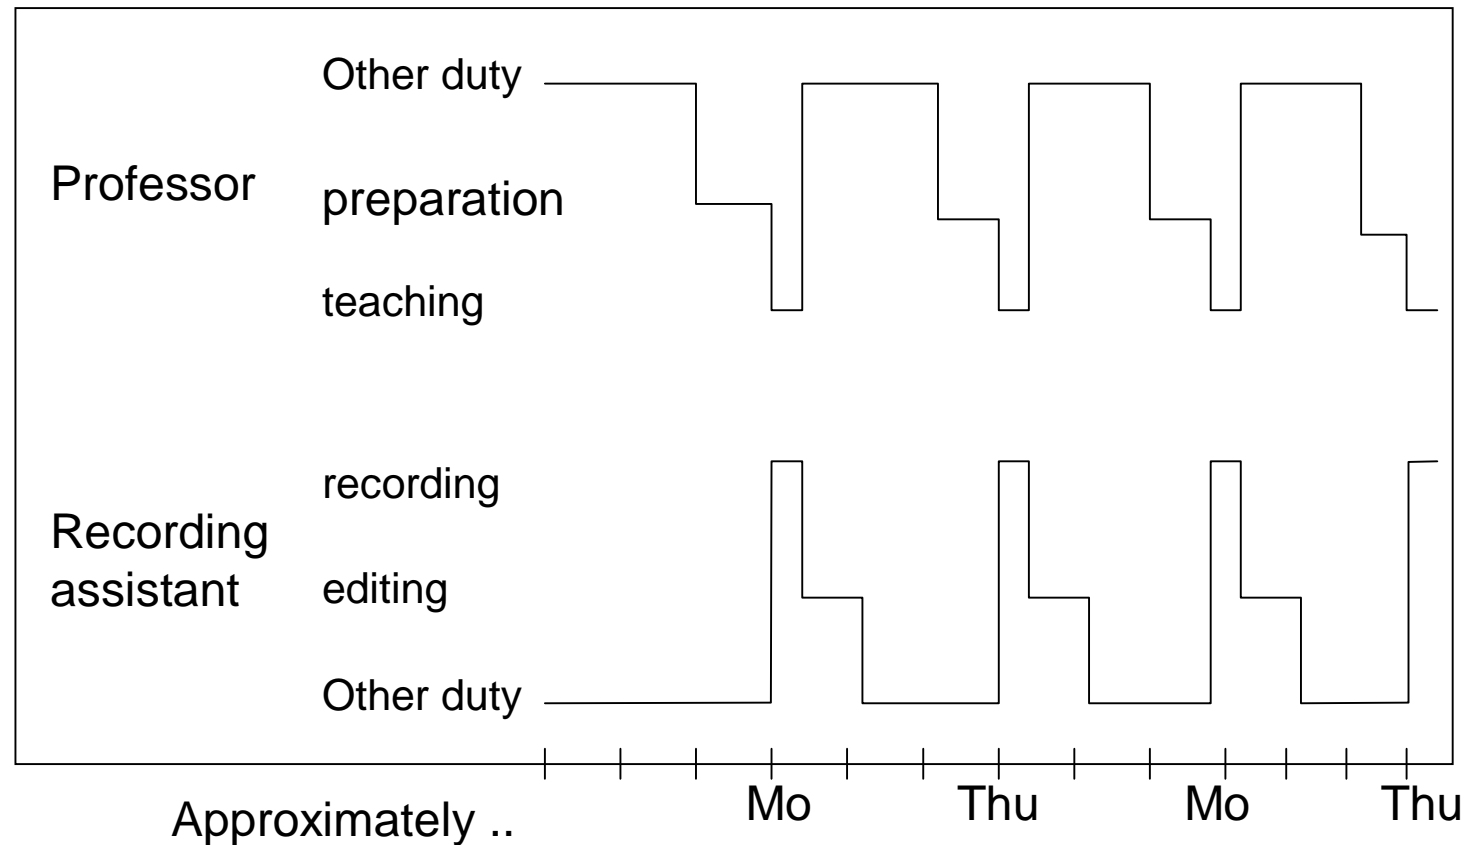 Other duty
Professor
preparation
teaching
recording
Recording
assistant
editing
Other duty
Mo
Thu
Mo
Thu
Approximately ..